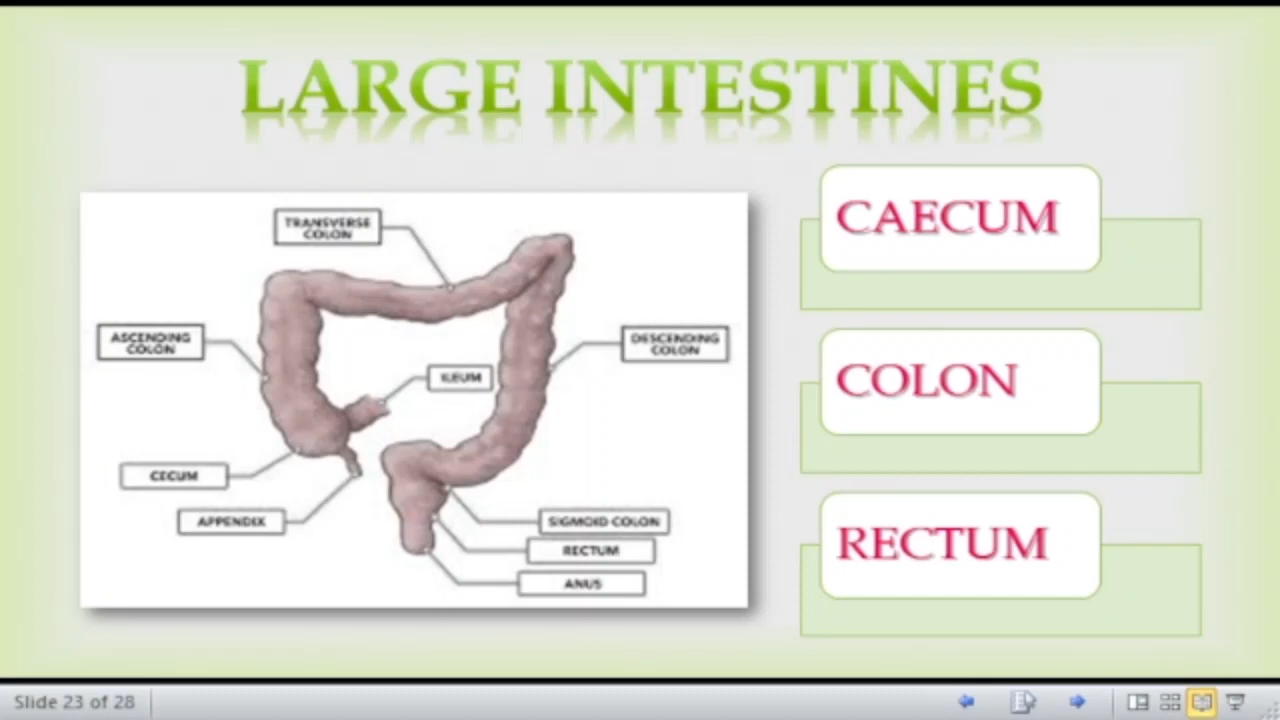 LARGE INTESTINES
TRANSVERSE
COLON
ASCENDING
COLON
DESCENDING
COLON
ILEUM
CECUM
APPENDIX
SIGMOID COLON
RECTUM
ANUS
CAECUM
COLON
RECTUM
Slide 23 of 28